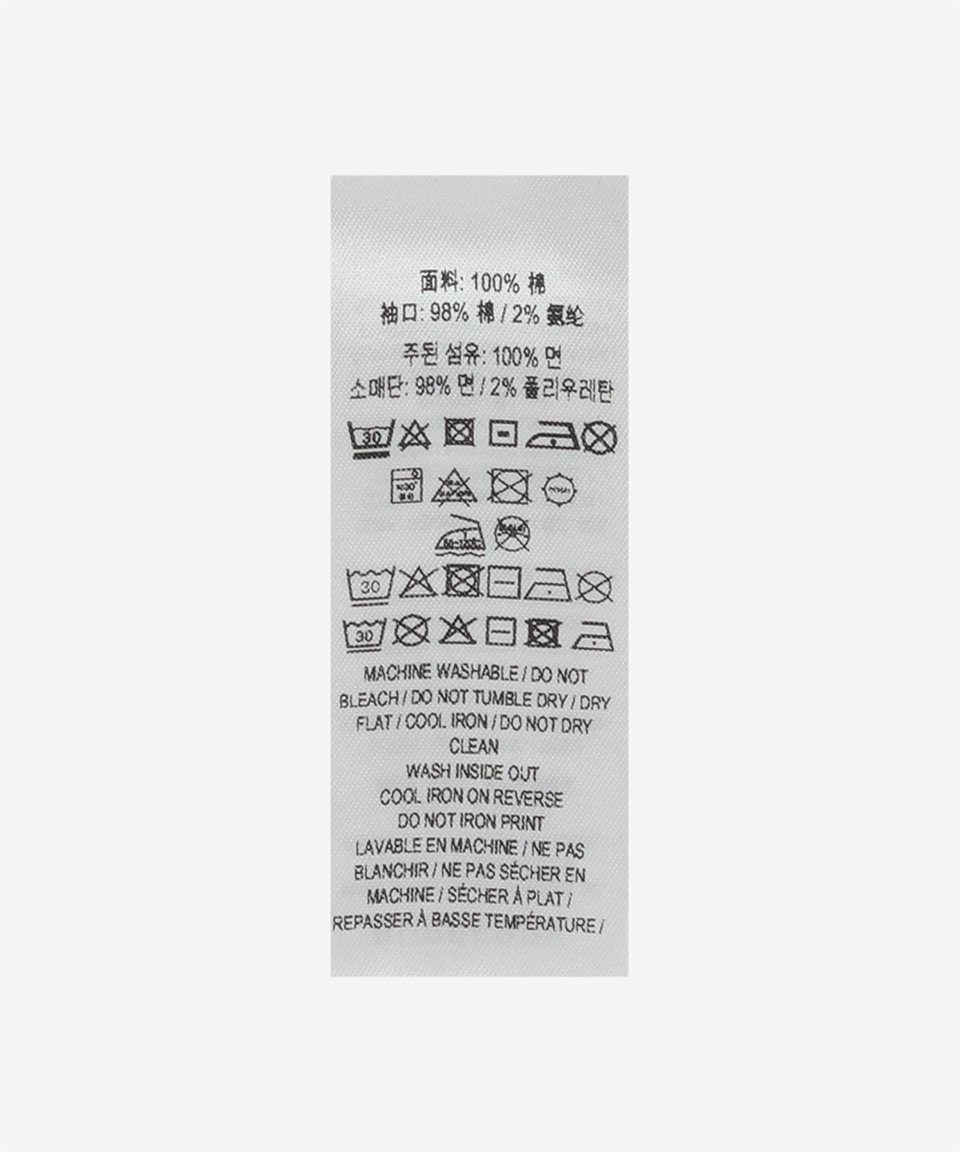 面料: 100% 棉
袖口: 98% 棉 / 2% 氨纶
주된 섬유: 100% 면
소매단: 98% 면 / 2% 폴리우레탄
30
30
30
MACHINE WASHABLE / DO NOT
BLEACH / DO NOT TUMBLE DRY / DRY
FLAT / COOL IRON / DO NOT DRY
CLEAN
WASH INSIDE OUT
COOL IRON ON REVERSE
DO NOT IRON PRINT
LAVABLE EN MACHINE / NE PAS
BLANCHIR / NE PAS SÉCHER EN
MACHINE / SÉCHER À PLAT /
REPASSER À BASSE TEMPÉRATURE /